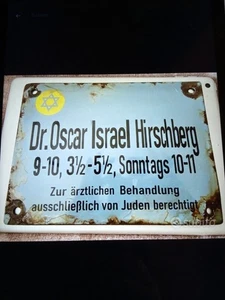 Dr. Oscar Israel Hirschberg
9-10, 3½-5½, Sonntags 10-11
Zur ärztlichen Behandlung
ausschließlich von Juden berechtigt